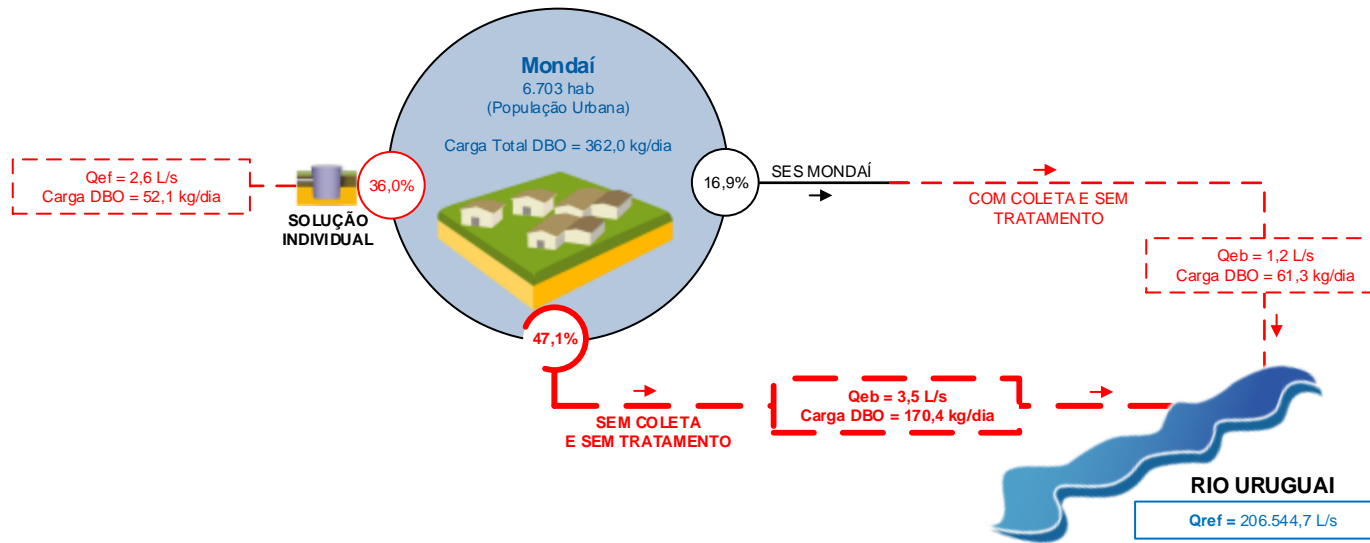 Mondaí
6.703 hab
(População Urbana)
Carga Total DBO = 362,0 kg/dia
Qef = 2,6 L/s
Carga DBO = 52,1 kg/dia
SOLUÇÃO
INDIVIDUAL
36,0%
16,9%
SES MONDAÍ
COM COLETA E SEM
TRATAMENTO
Qeb = 1,2 L/s
Carga DBO = 61,3 kg/dia
47,1%
SEM COLETA
E SEM TRATAMENTO
Qeb = 3,5 L/s
Carga DBO = 170,4 kg/dia
RIO URUGUAI
Qref = 206.544,7 L/s